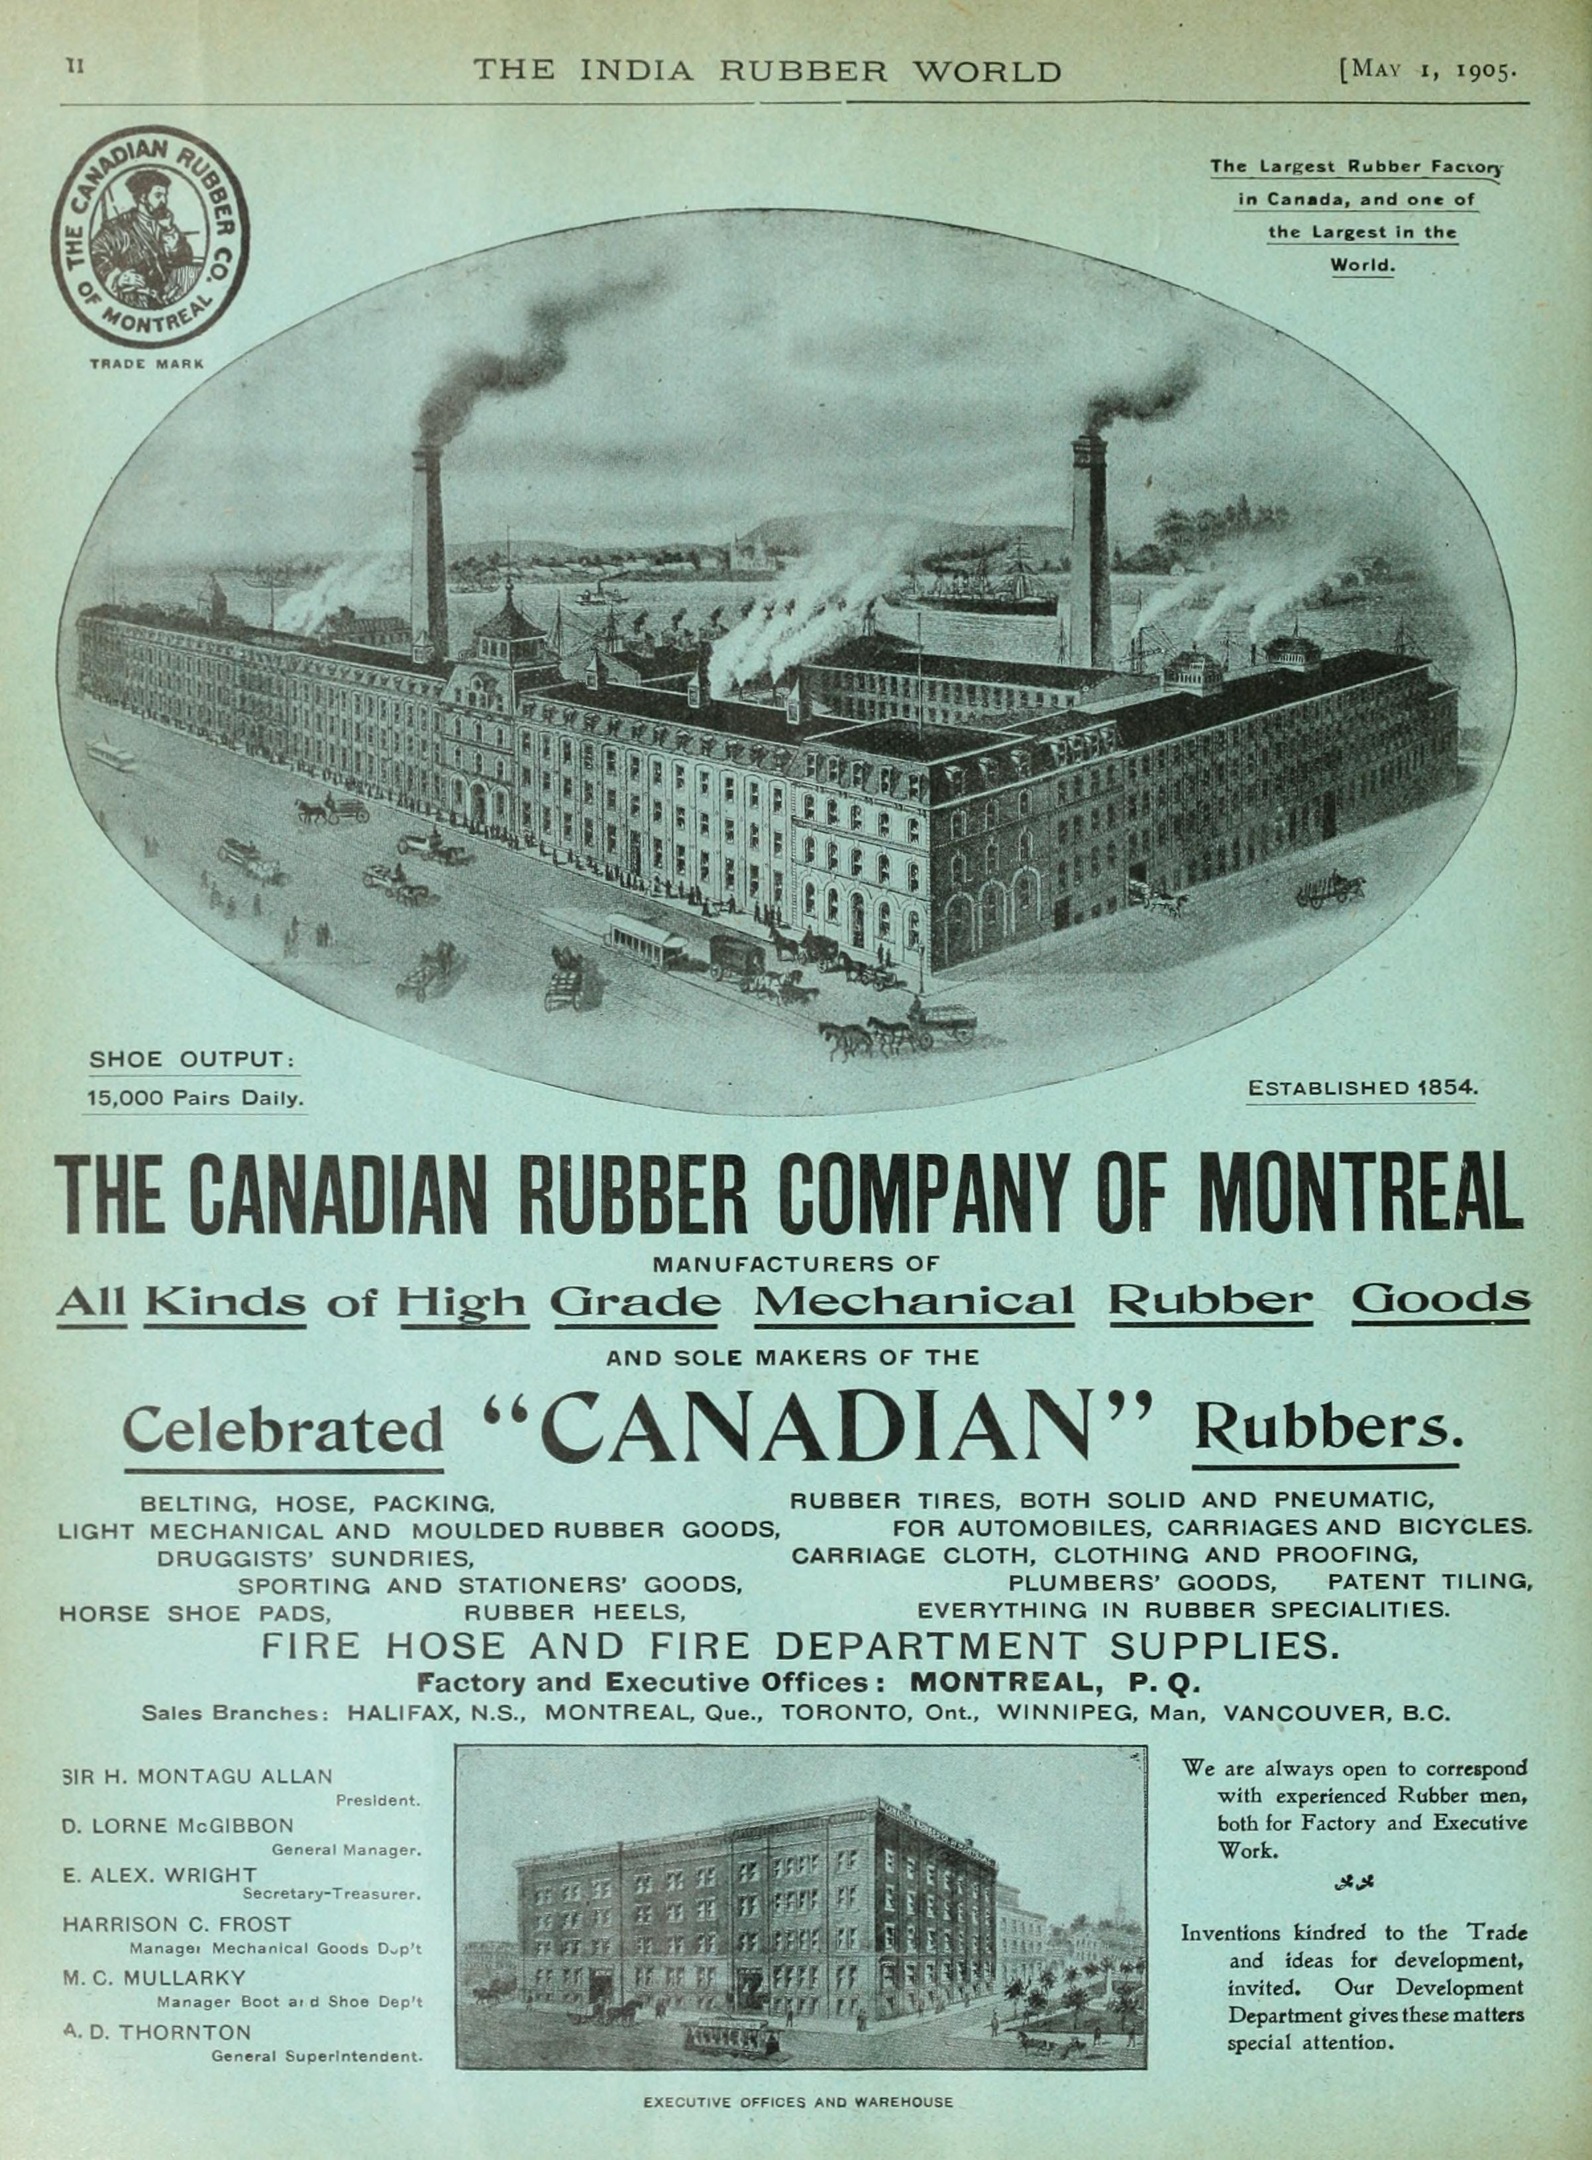 II
THE INDIA RUBBER WORLD
[MAY 1, 1905.
THE CANADIAN RUBBER CO.
OF MONTREAL
TRADE MARK
The Largest Rubber Factory
in Canada, and one of
the Largest in the
World.
SHOE OUTPUT:
15,000 Pairs Daily.
ESTABLISHED 1854.
THE CANADIAN RUBBER COMPANY OF MONTREAL
MANUFACTURERS OF
All Kinds of High Grade Mechanical Rubber Goods
AND SOLE MAKERS OF THE
Celebrated "CANADIAN" Rubbers.
BELTING, HOSE, PACKING,
LIGHT MECHANICAL AND MOULDED RUBBER GOODS,
DRUGGISTS' SUNDRIES,
SPORTING AND STATIONERS' GOODS,
HORSE SHOE PADS, RUBBER HEELS,
RUBBER TIRES, BOTH SOLID AND PNEUMATIC,
FOR AUTOMOBILES, CARRIAGES AND BICYCLES.
CARRIAGE CLOTH, CLOTHING AND PROOFING,
PLUMBERS' GOODS, PATENT TILING,
EVERYTHING IN RUBBER SPECIALITIES.
FIRE HOSE AND FIRE DEPARTMENT SUPPLIES.
Factory and Executive Offices: MONTREAL, P. Q.
Sales Branches: HALIFAX, N.S., MONTREAL, Que., TORONTO, Ont., WINNIPEG, Man, VANCOUVER, B.C.
SIR H. MONTAGU ALLAN
President.
D. LORNE McGIBBON
General Manager.
E. ALEX. WRIGHT
Secretary-Treasurer.
HARRISON C. FROST
Manager Mechanical Goods Dep't
M. C. MULLARKY
Manager Boot and Shoe Dep't
A. D. THORNTON
General Superintendent.
EXECUTIVE OFFICES AND WAREHOUSE
We are always open to correspond
with experienced Rubber men,
both for Factory and Executive
Work.
Inventions kindred to the Trade
and ideas for development,
invited. Our Development
Department gives these matters
special attention.